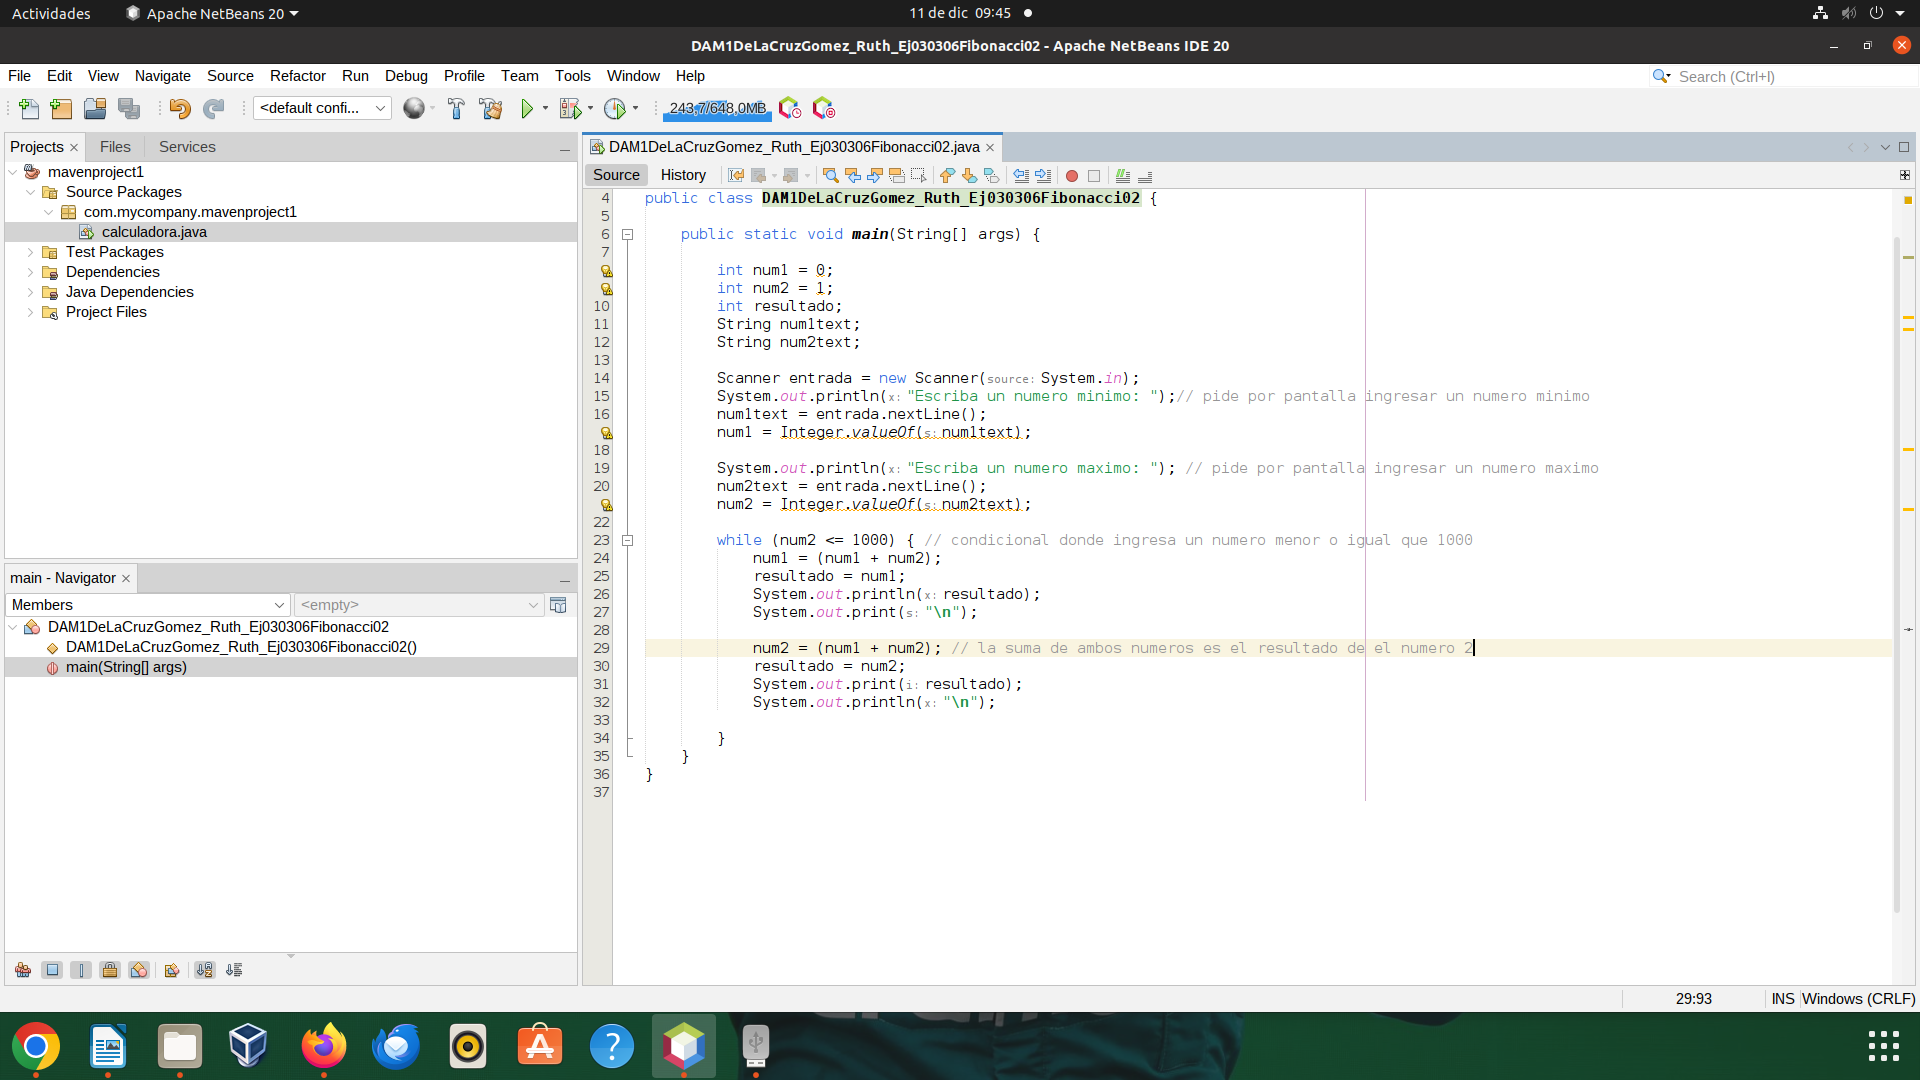 Actividades
Apache NetBeans 20
11 de dic 09:45
DAM1DeLaCruzGomez_Ruth_Ej030306Fibonacci02 - Apache NetBeans IDE 20
File Edit View Navigate Source Refactor Run Debug Profile Team Tools Window Help
Search (Ctrl+I)
<default confi...
243,7/648,0MB
Projects Files Services
mavenproject1
Source Packages
com.mycompany.mavenproject1
calculadora.java
Test Packages
Dependencies
Java Dependencies
Project Files
main - Navigator
Members
<empty>
DAM1DeLaCruzGomez_Ruth_Ej030306Fibonacci02
DAM1DeLaCruzGomez_Ruth_Ej030306Fibonacci02()
main(String[] args)
DAM1DeLaCruzGomez_Ruth_Ej030306Fibonacci02.java
Source History
4 public class DAM1DeLaCruzGomez_Ruth_Ej030306Fibonacci02 {
5
6 public static void main(String[] args) {
7
int num1 = 0;
int num2 = 1;
10 int resultado;
11 String num1text;
12 String num2text;
13
14 Scanner entrada = new Scanner(source: System.in);
15 System.out.println(x: "Escriba un numero minimo: ");// pide por pantalla ingresar un numero minimo
16 num1text = entrada.nextLine();
num1 = Integer.valueOf(s: num1text);
18
19 System.out.println(x: "Escriba un numero maximo: "); // pide por pantalla ingresar un numero maximo
20 num2text = entrada.nextLine();
num2 = Integer.valueOf(s: num2text);
22
23 while (num2 <= 1000) { // condicional donde ingresa un numero menor o igual que 1000
24 num1 = (num1 + num2);
25 resultado = num1;
26 System.out.println(x: resultado);
27 System.out.print(s: "\n");
28
29 num2 = (num1 + num2); // la suma de ambos numeros es el resultado de el numero 2
30 resultado = num2;
31 System.out.print(i: resultado);
32 System.out.println(x: "\n");
33
34 }
35 }
36 }
37
29:93
INS
Windows (CRLF)